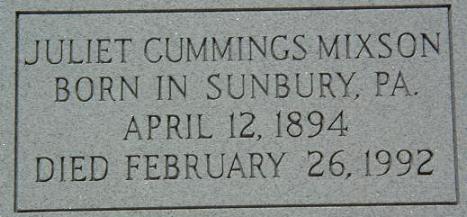 JULIET CUMMINGS MIXSON
BORN IN SUNBURY, PA.
APRIL 12, 1894
DIED FEBRUARY 26, 1992